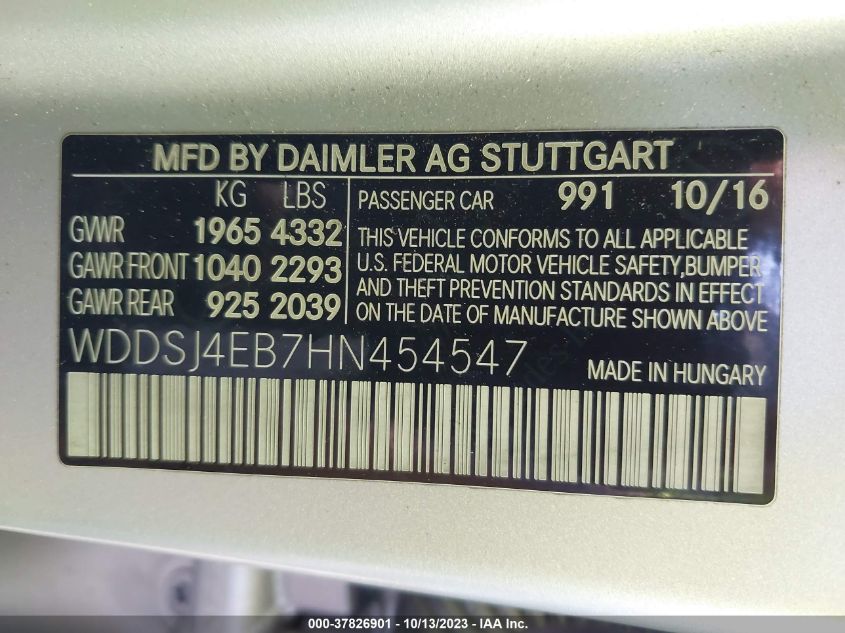 MFD BY DAIMLER AG STUTTGART
KG LBS
GVWR 1965 4332
GAWR FRONT 1040 2293
GAWR REAR 925 2039
PASSENGER CAR 991 10/16
THIS VEHICLE CONFORMS TO ALL APPLICABLE
U.S. FEDERAL MOTOR VEHICLE SAFETY, BUMPER
AND THEFT PREVENTION STANDARDS IN EFFECT
ON THE DATE OF MANUFACTURE SHOWN ABOVE
WDDSJ4EB7HN454547
MADE IN HUNGARY
000-37826901 - 10/13/2023 - IAA Inc.